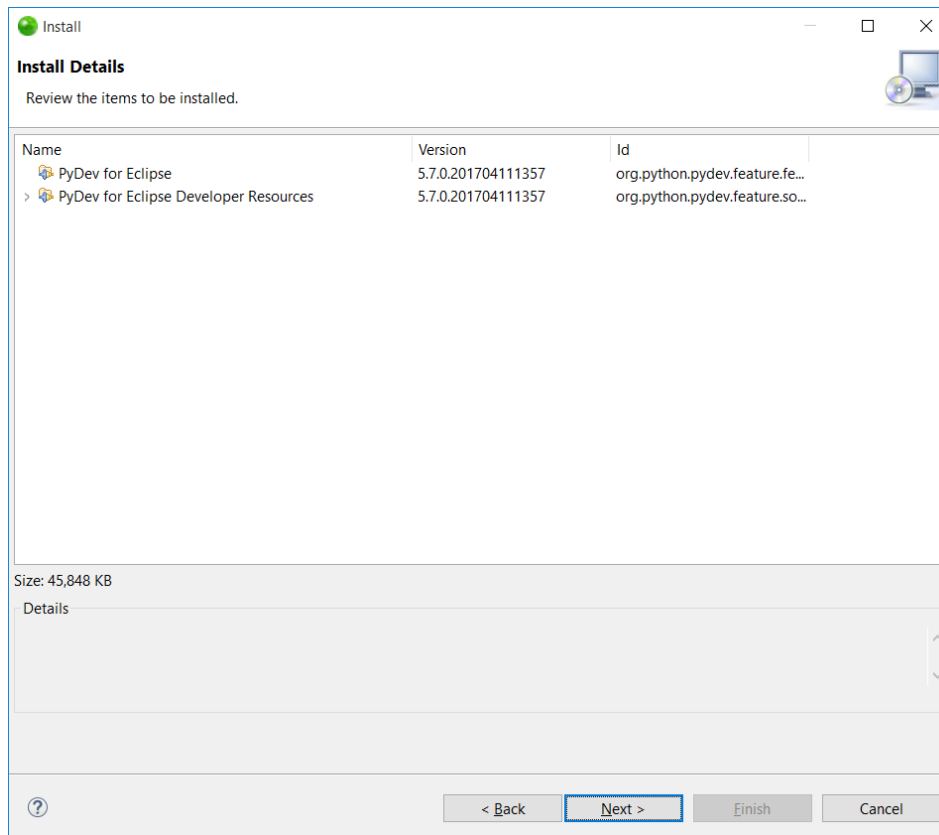 Install
Install Details
Review the items to be installed.
Name Version Id
PyDev for Eclipse 5.7.0.201704111357 org.python.pydev.feature.fe...
PyDev for Eclipse Developer Resources 5.7.0.201704111357 org.python.pydev.feature.so...
Size: 45,848 KB
Details
< Back Next > Finish Cancel